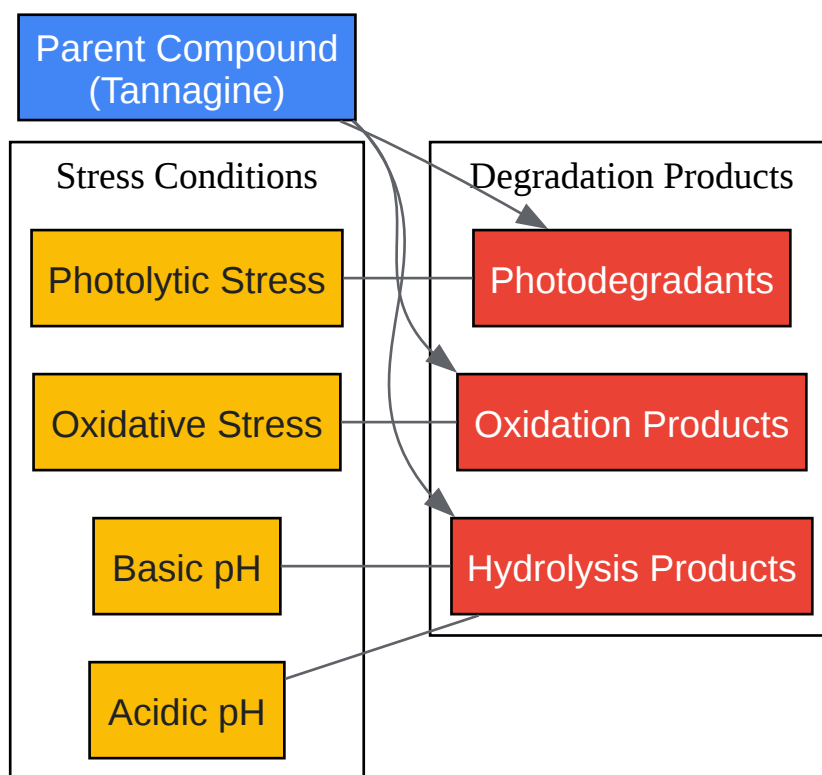 Parent Compound
(Tannagine)
Stress Conditions
Degradation Products
Photolytic Stress
Photodegradants
Oxidative Stress
Oxidation Products
Basic pH
Hydrolysis Products
Acidic pH